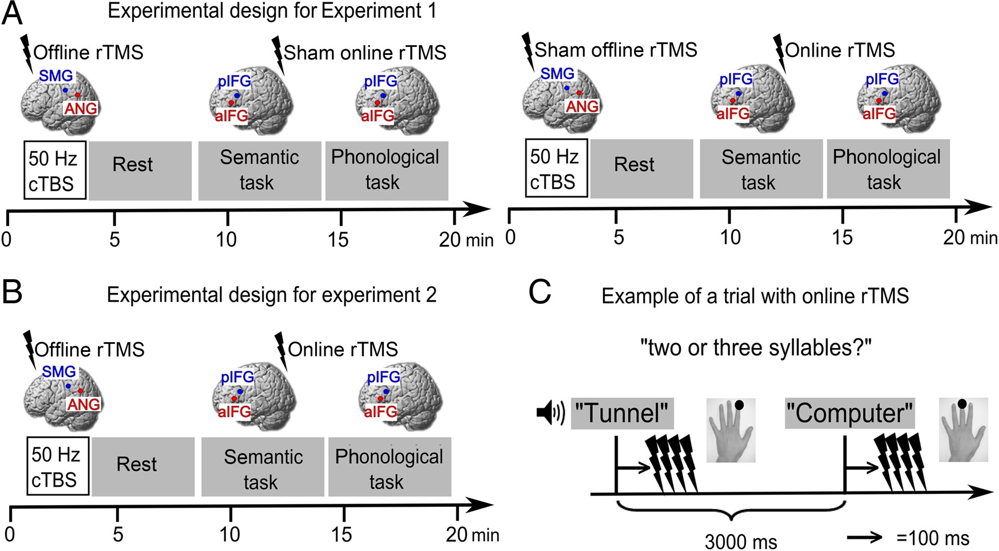 A
Experimental design for Experiment 1
Offline rTMS
Sham online rTMS
SMG
ANG
pIFG
aIFG
pIFG
aIFG
50 Hz
cTBS
Rest
Semantic
task
Phonological
task
0 5 10 15 20 min
Sham offline rTMS
Online rTMS
SMG
ANG
pIFG
aIFG
pIFG
aIFG
50 Hz
cTBS
Rest
Semantic
task
Phonological
task
0 5 10 15 20 min
B
Experimental design for experiment 2
Offline rTMS
Online rTMS
SMG
ANG
pIFG
aIFG
pIFG
aIFG
50 Hz
cTBS
Rest
Semantic
task
Phonological
task
0 5 10 15 20 min
C
Example of a trial with online rTMS
"two or three syllables?"
"Tunnel"
"Computer"
3000 ms
=100 ms